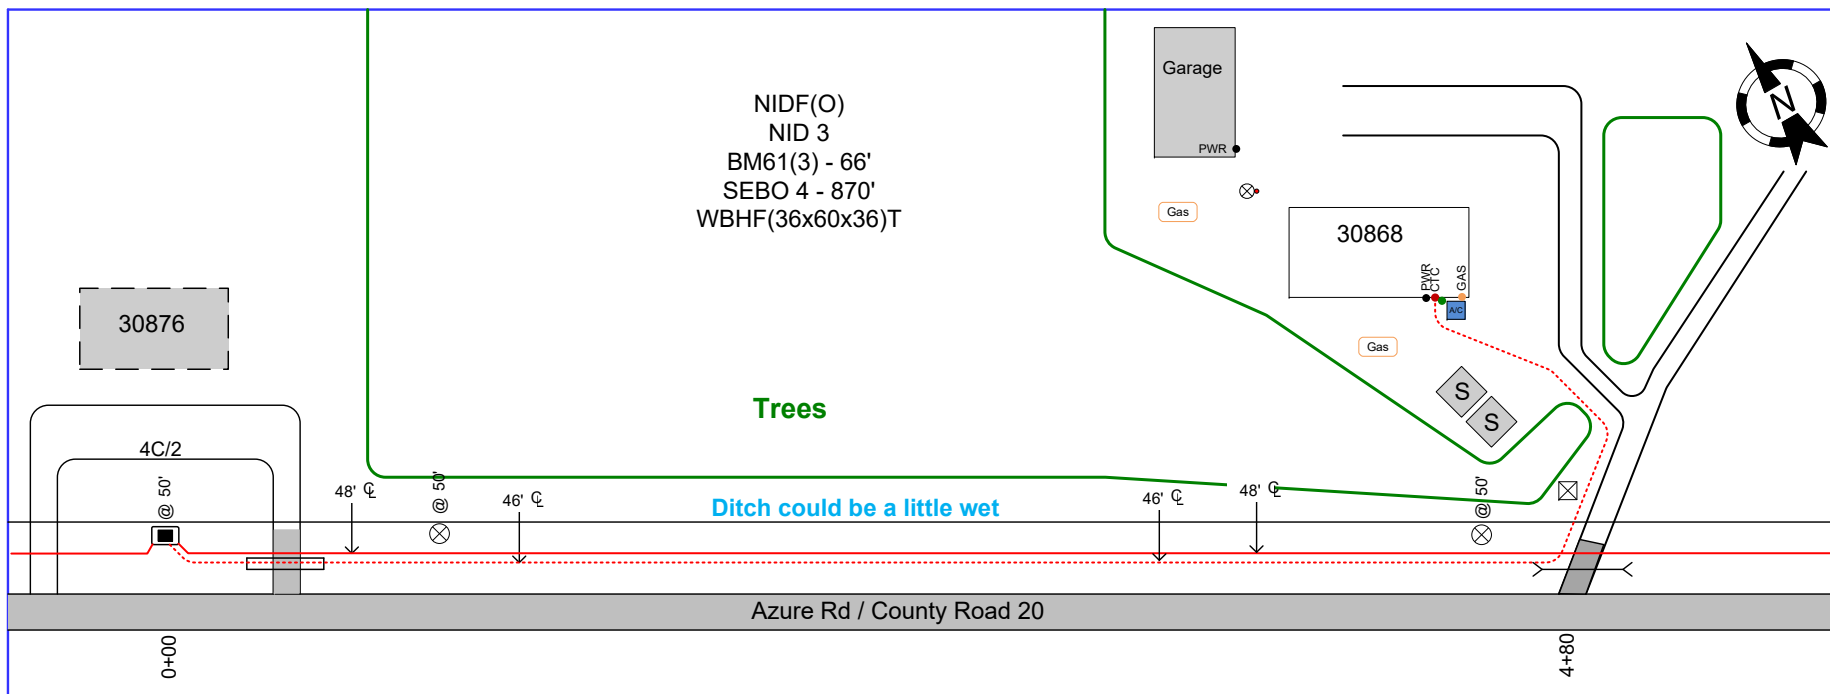 Garage
PWR
NIDF(O)
NID 3
BM61(3) - 66'
SEBO 4 - 870'
WBHF(36x60x36)T
N
Gas
30868
PWR
CTC
GAS
A/C
30876
Gas
Trees
S
S
4C/2
@ 50'
48' ℄
@ 50'
46' ℄
Ditch could be a little wet
46' ℄
48' ℄
@ 50'
Azure Rd / County Road 20
0+00
4+80